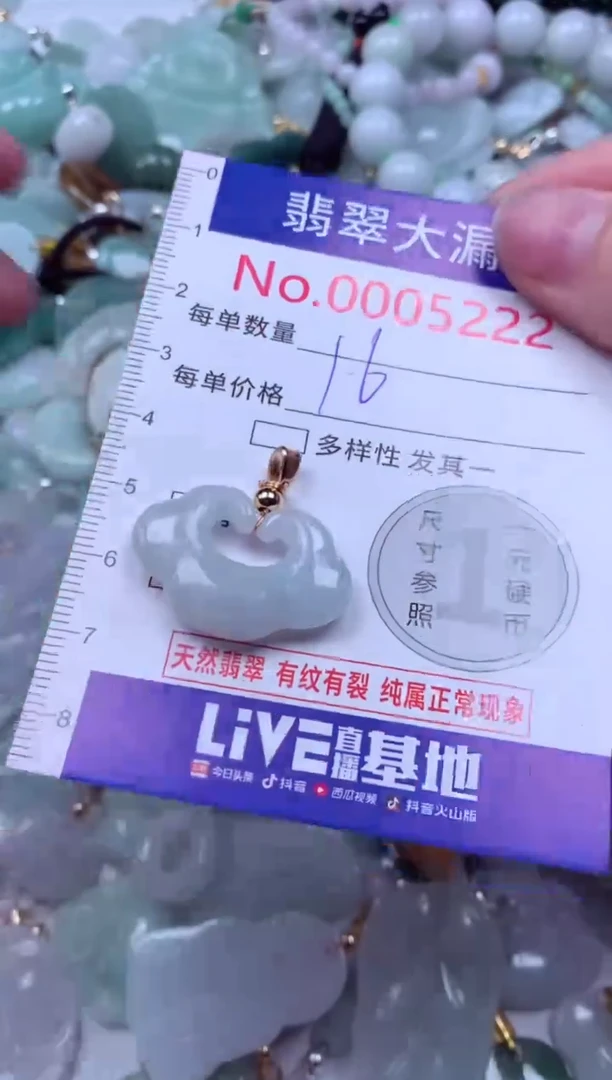 0
翡翠大漏
1
No.0005222
2
每单数量
16
3
每单价格
4
多样性 发其一
5
尺寸参照
1
一元硬币
6
7
天然翡翠 有纹有裂 纯属正常现象
8
LiVE直播基地
今日头条 抖音 西瓜视频 抖音火山版